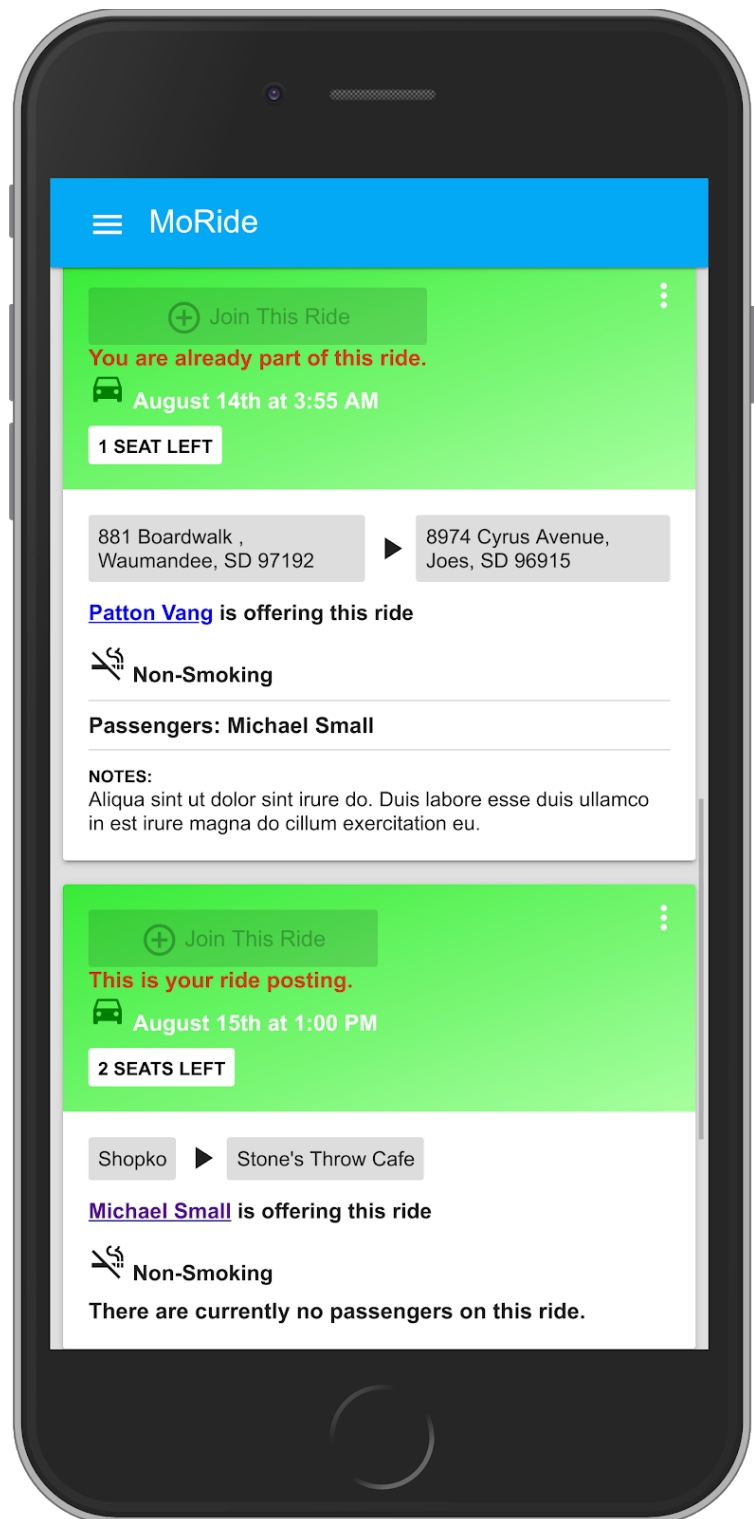 MoRide
Join This Ride
You are already part of this ride.
August 14th at 3:55 AM
1 SEAT LEFT
881 Boardwalk ,
Waumandee, SD 97192
8974 Cyrus Avenue,
Joes, SD 96915
Patton Vang is offering this ride
Non-Smoking
Passengers: Michael Small
NOTES:
Aliqua sint ut dolor sint irure do. Duis labore esse duis ullamco
in est irure magna do cillum exercitation eu.
Join This Ride
This is your ride posting.
August 15th at 1:00 PM
2 SEATS LEFT
Shopko
Stone's Throw Cafe
Michael Small is offering this ride
Non-Smoking
There are currently no passengers on this ride.